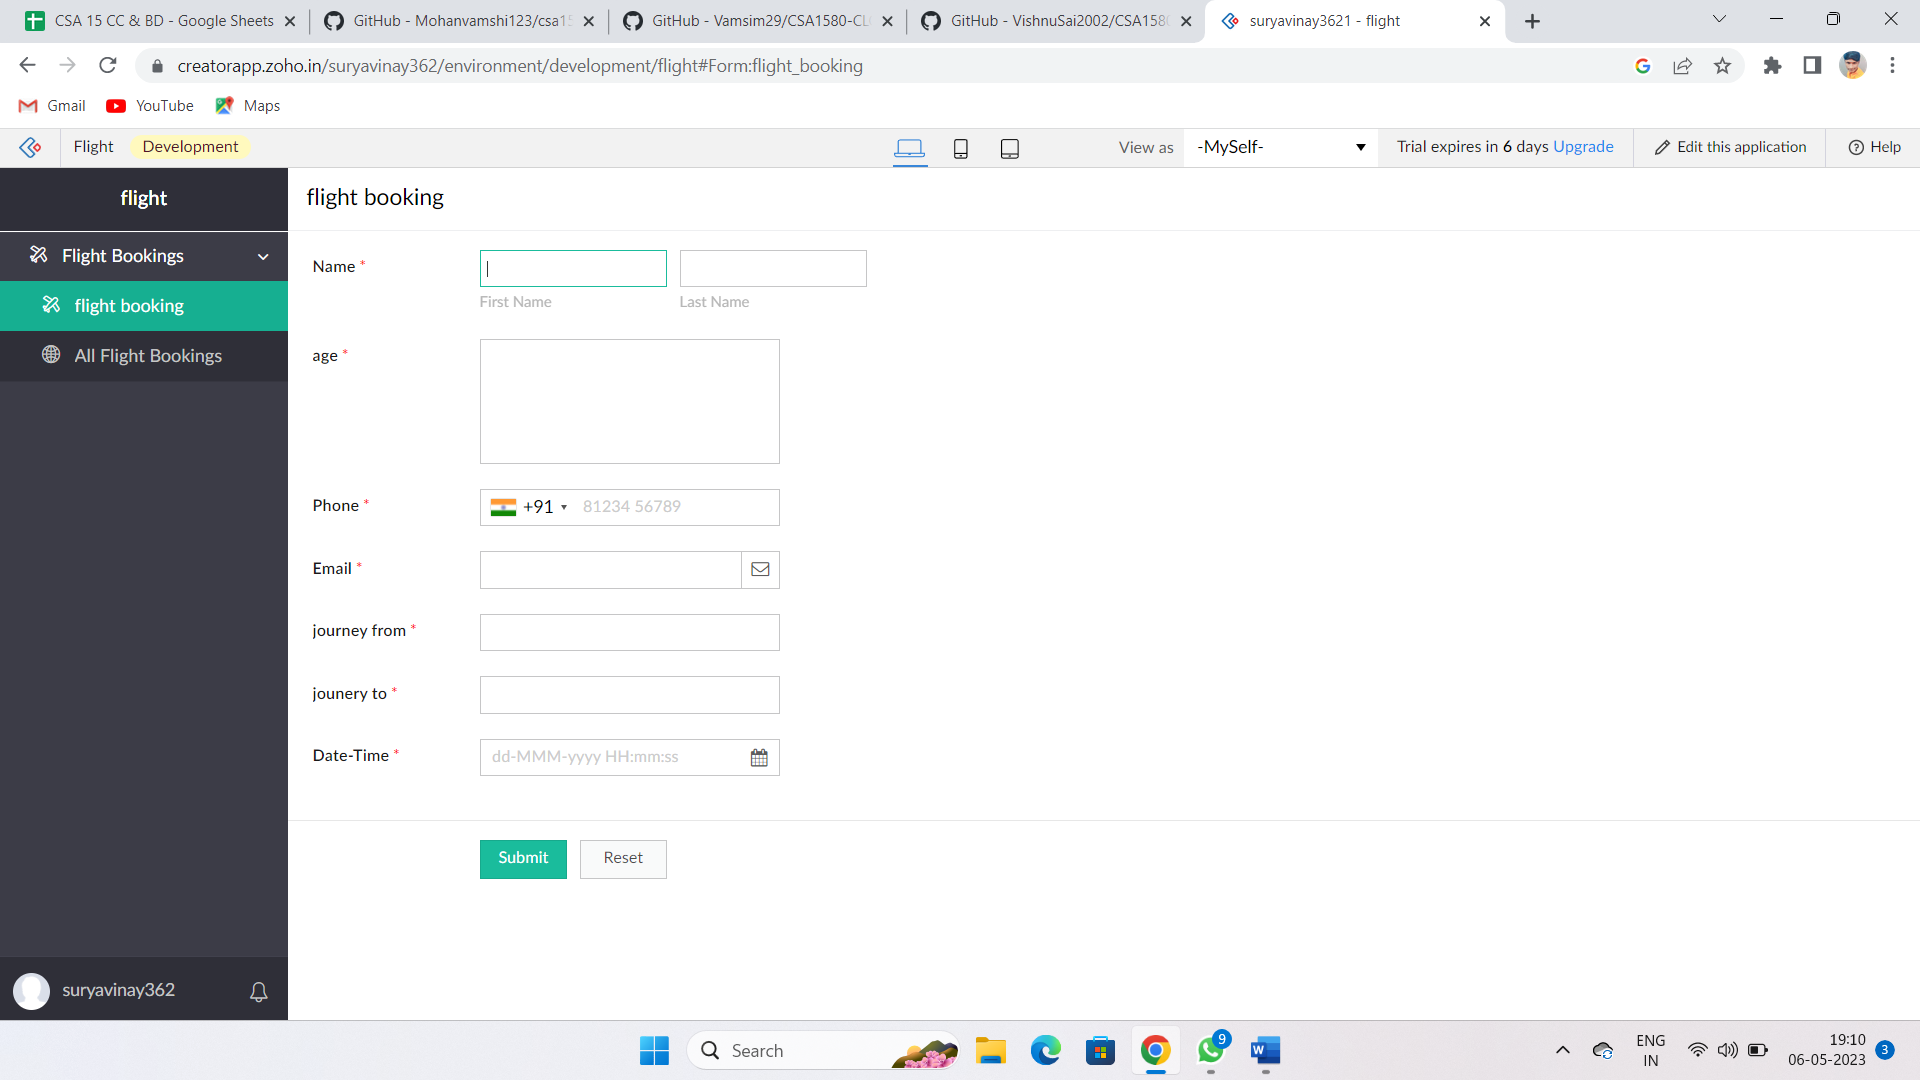 CSA 15 CC & BD - Google Sheets
GitHub - Mohanvamshi123/csa15
GitHub - Vamsim29/CSA1580-CL
GitHub - VishnuSai2002/CSA158
suryavinay3621 - flight
creatorapp.zoho.in/suryavinay362/environment/development/flight#Form:flight_booking
Gmail
YouTube
Maps
Flight
Development
View as
-MySelf-
Trial expires in 6 days Upgrade
Edit this application
Help
flight
flight booking
Flight Bookings
flight booking
All Flight Bookings
Name *
First Name
Last Name
age *
Phone *
+91
81234 56789
Email *
journey from *
jounery to *
Date-Time *
dd-MMM-yyyy HH:mm:ss
Submit
Reset
suryavinay362
Search
9
W
ENG
IN
19:10
06-05-2023
3